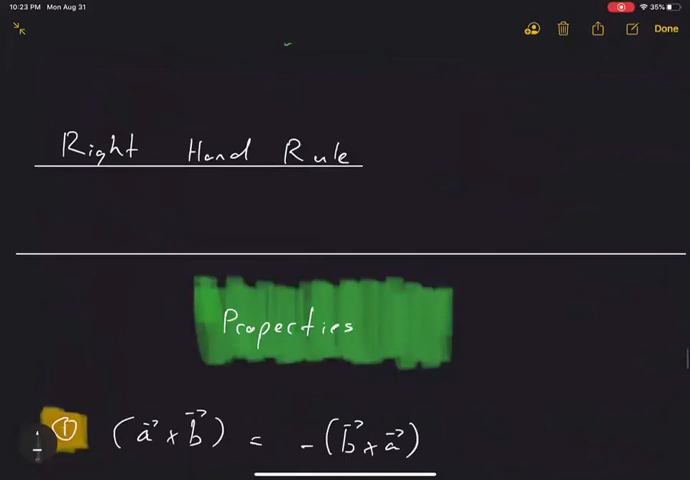 10:23 PM Mon Aug 31 35%
Done
Right Hand Rule
Properties
① (a⃗ × b⃗) = -(b⃗ × a⃗)